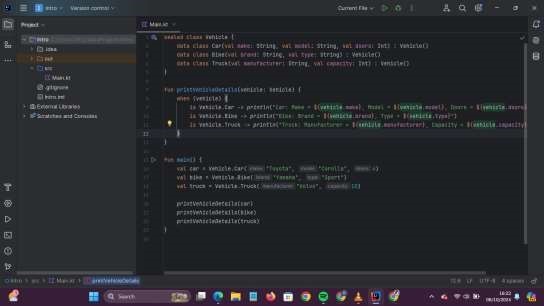 Intro
Version control
Current File
Project
Main.kt
Intro
.idea
out
src
Main.kt
.gitignore
Intro.iml
External Libraries
Scratches and Consoles
sealed class Vehicle {
data class Car(val make: String, val model: String, val doors: Int) : Vehicle()
data class Bike(val brand: String, val type: String) : Vehicle()
data class Truck(val manufacturer: String, val capacity: Int) : Vehicle()
}
fun printVehicleDetails(vehicle: Vehicle) {
when (vehicle) {
is Vehicle.Car -> println("Car: Make = ${vehicle.make}, Model = ${vehicle.model}, Doors = ${vehicle.doors
is Vehicle.Bike -> println("Bike: Brand = ${vehicle.brand}, Type = ${vehicle.type}")
is Vehicle.Truck -> println("Truck: Manufacturer = ${vehicle.manufacturer}, Capacity = ${vehicle.capacity
}
}
fun main() {
val car = Vehicle.Car( make: "Toyota", model: "Corolla", doors: 4)
val bike = Vehicle.Bike( brand: "Yamaha", type: "Sport")
val truck = Vehicle.Truck( manufacturer: "Volvo", capacity: 10)
printVehicleDetails(car)
printVehicleDetails(bike)
printVehicleDetails(truck)
}
Intro > src > Main.kt > printVehicleDetails
12:6 LF UTF-8 4 spaces
Search
16:23
08/10/2024